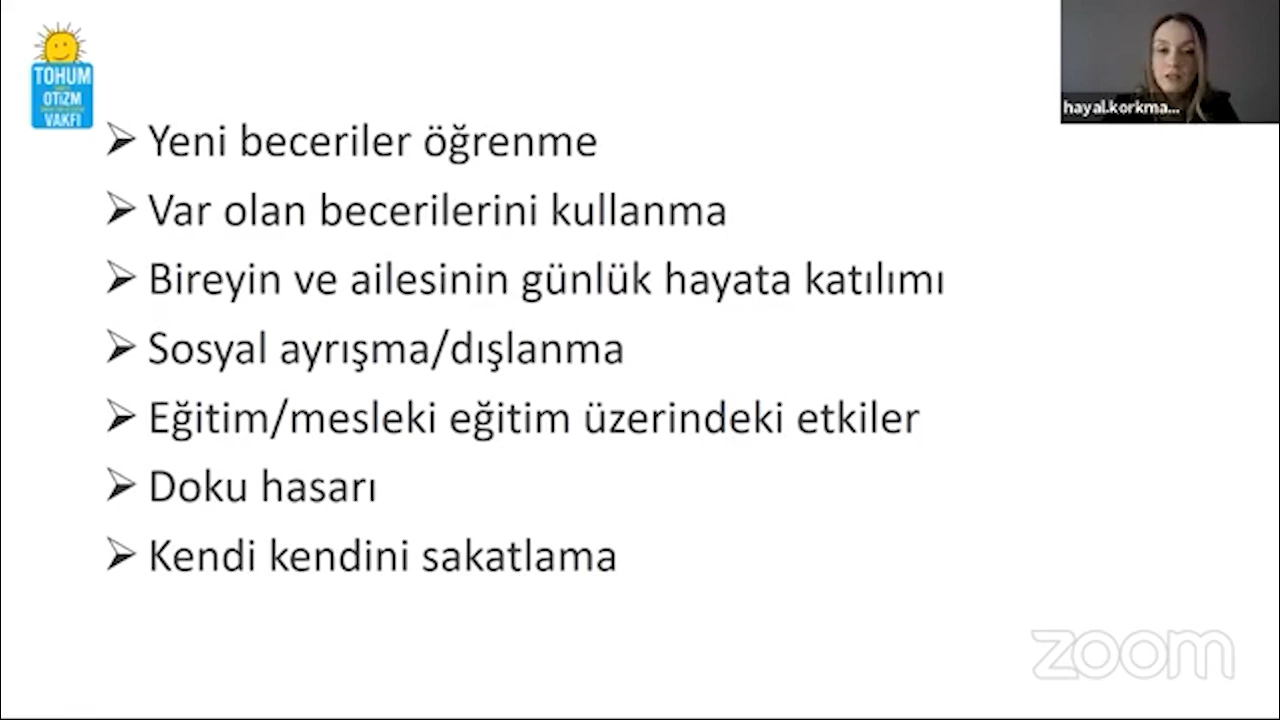 TOHUM
OTİZM
VAKFI
hayal.korkma...
Yeni beceriler öğrenme
Var olan becerilerini kullanma
Bireyin ve ailesinin günlük hayata katılımı
Sosyal ayrışma/dışlanma
Eğitim/mesleki eğitim üzerindeki etkiler
Doku hasarı
Kendi kendini sakatlama
zoom